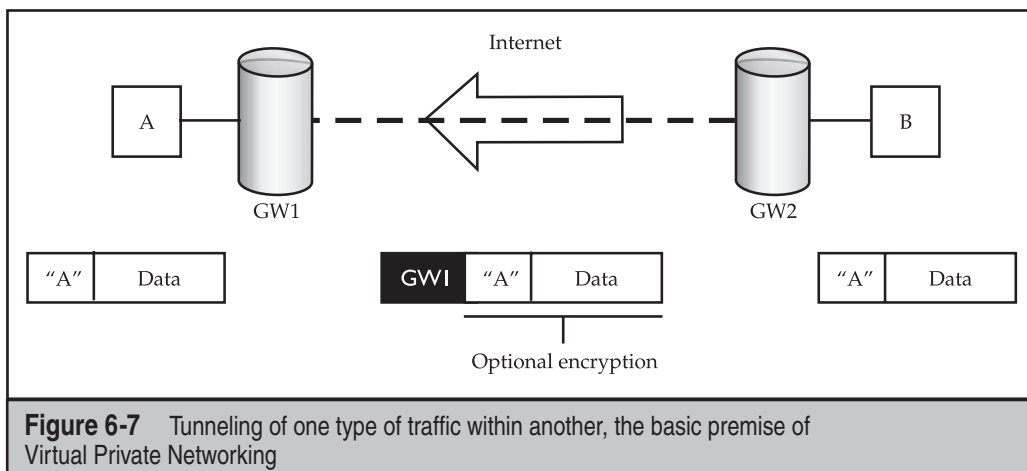 Internet
A
B
GW1
GW2
“A” Data
GW1 “A” Data
“A” Data
Optional encryption
Figure 6-7 Tunneling of one type of traffic within another, the basic premise of
Virtual Private Networking